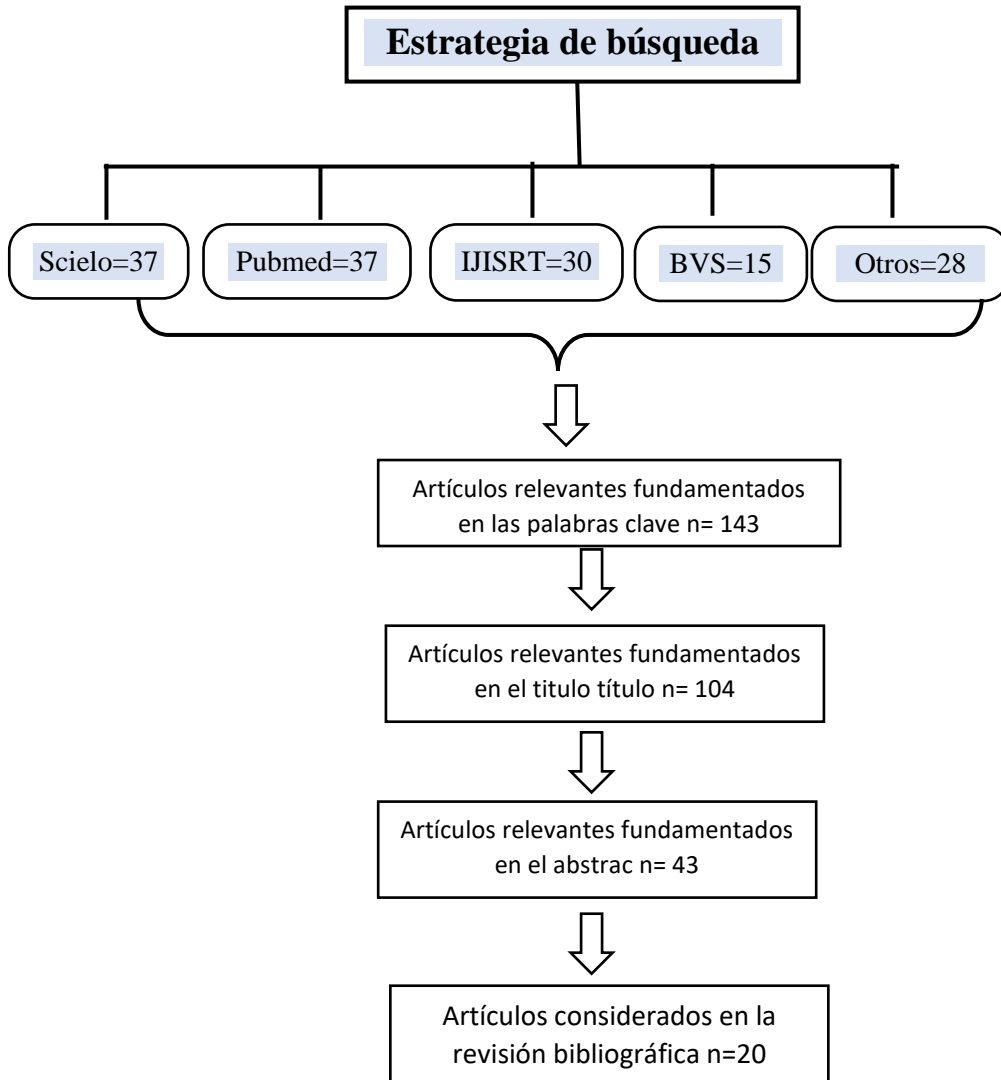 Estrategia de búsqueda
Scielo=37
Pubmed=37
IJISRT=30
BVS=15
Otros=28
Artículos relevantes fundamentados
en las palabras clave n= 143
Artículos relevantes fundamentados
en el titulo título n= 104
Artículos relevantes fundamentados
en el abstrac n= 43
Artículos considerados en la
revisión bibliográfica n=20